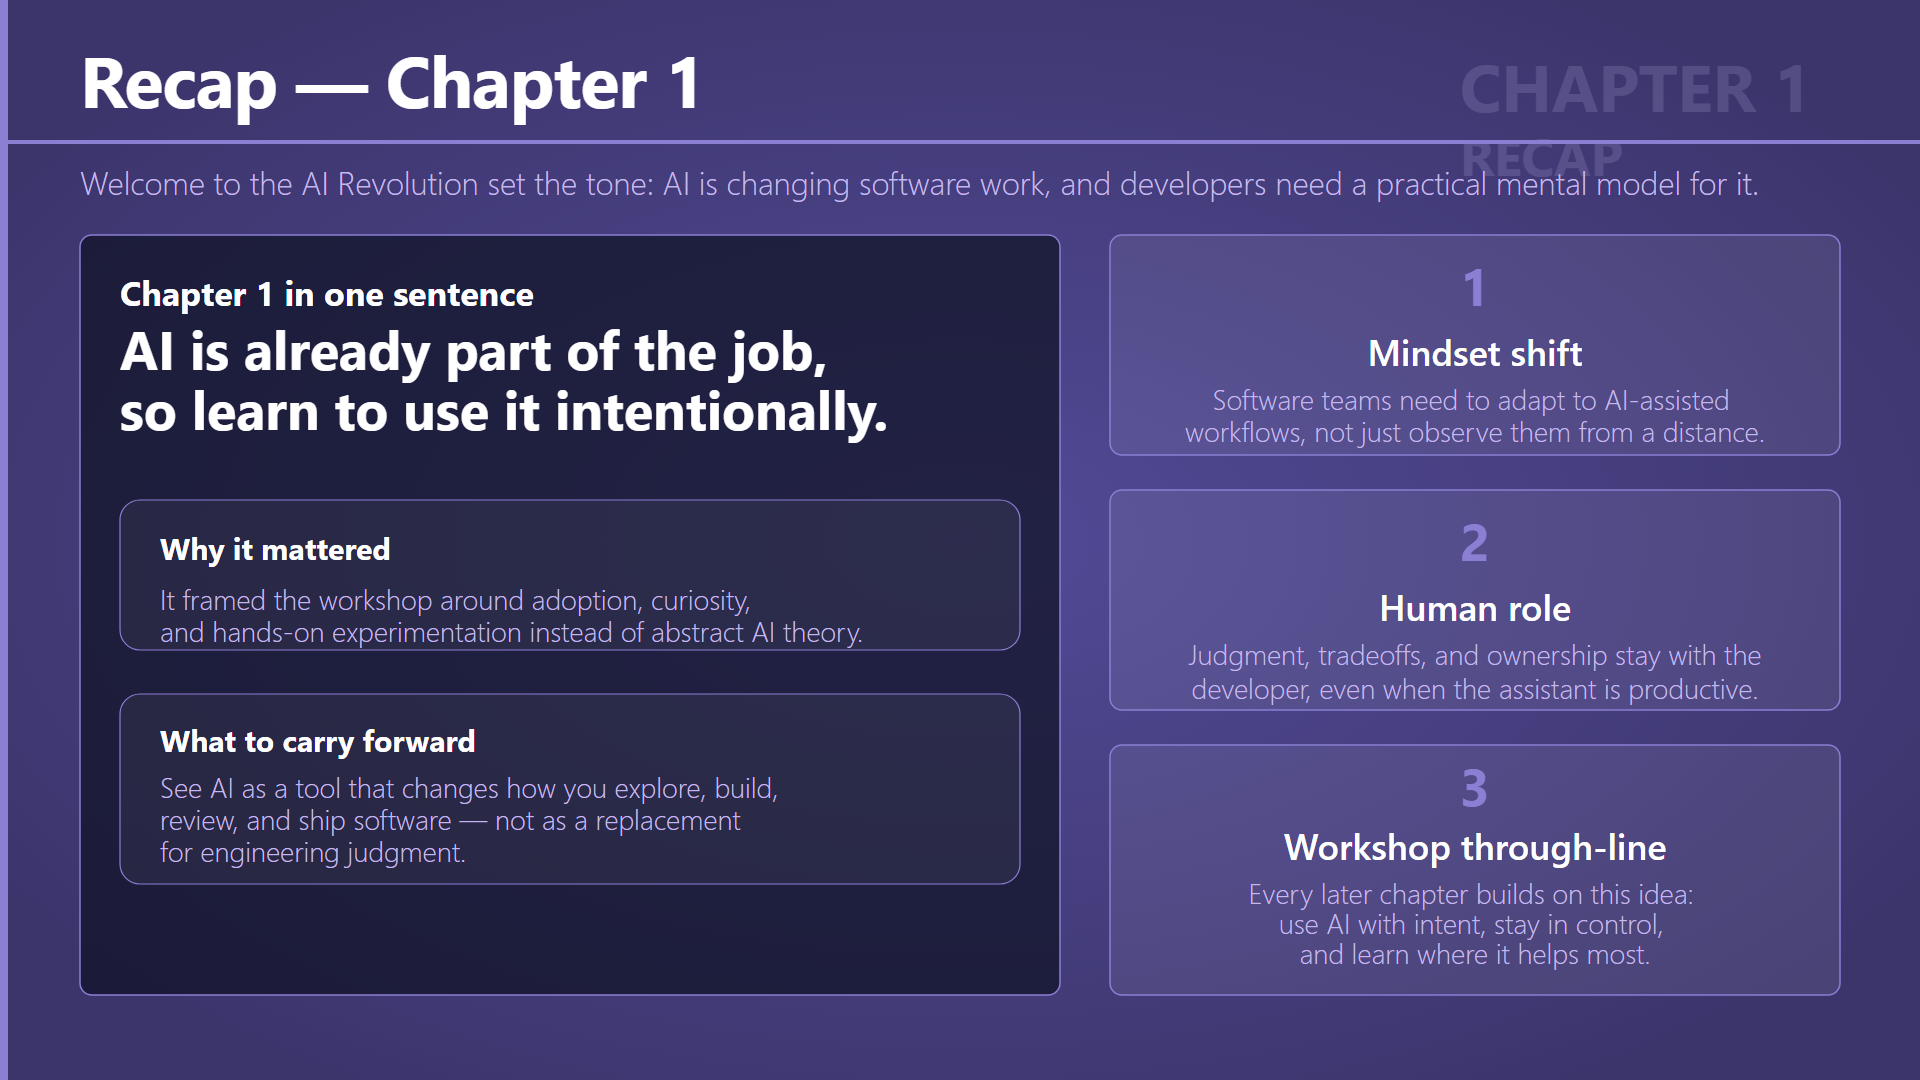 Recap — Chapter 1
CHAPTER 1
RECAP
Welcome to the AI Revolution set the tone: AI is changing software work, and developers need a practical mental model for it.
Chapter 1 in one sentence
AI is already part of the job,
so learn to use it intentionally.
Why it mattered
It framed the workshop around adoption, curiosity,
and hands-on experimentation instead of abstract AI theory.
What to carry forward
See AI as a tool that changes how you explore, build,
review, and ship software — not as a replacement
for engineering judgment.
1
Mindset shift
Software teams need to adapt to AI-assisted
workflows, not just observe them from a distance.
2
Human role
Judgment, tradeoffs, and ownership stay with the
developer, even when the assistant is productive.
3
Workshop through-line
Every later chapter builds on this idea:
use AI with intent, stay in control,
and learn where it helps most.